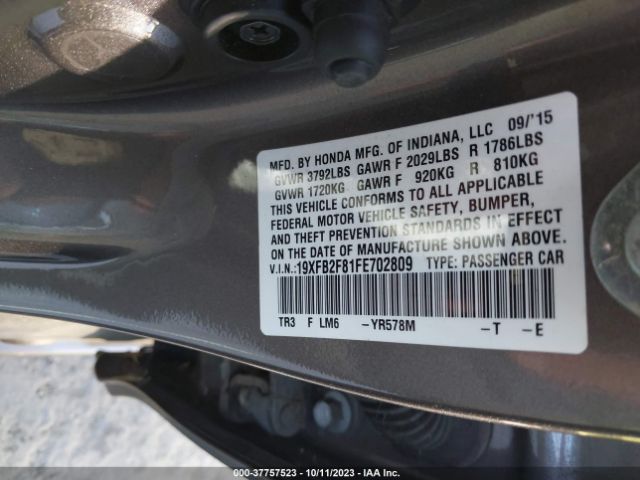 MFD. BY HONDA MFG. OF INDIANA, LLC 09/'15
GVWR 3792LBS GAWR F 2029LBS R 1786LBS
GVWR 1720KG GAWR F 920KG R 810KG
THIS VEHICLE CONFORMS TO ALL APPLICABLE
FEDERAL MOTOR VEHICLE SAFETY, BUMPER,
AND THEFT PREVENTION STANDARDS IN EFFECT
ON THE DATE OF MANUFACTURE SHOWN ABOVE.
V.I.N.:19XFB2F81FE702809 TYPE: PASSENGER CAR
TR3 F LM6 -YR578M -T -E
000-37757523 - 10/11/2023 - IAA Inc.